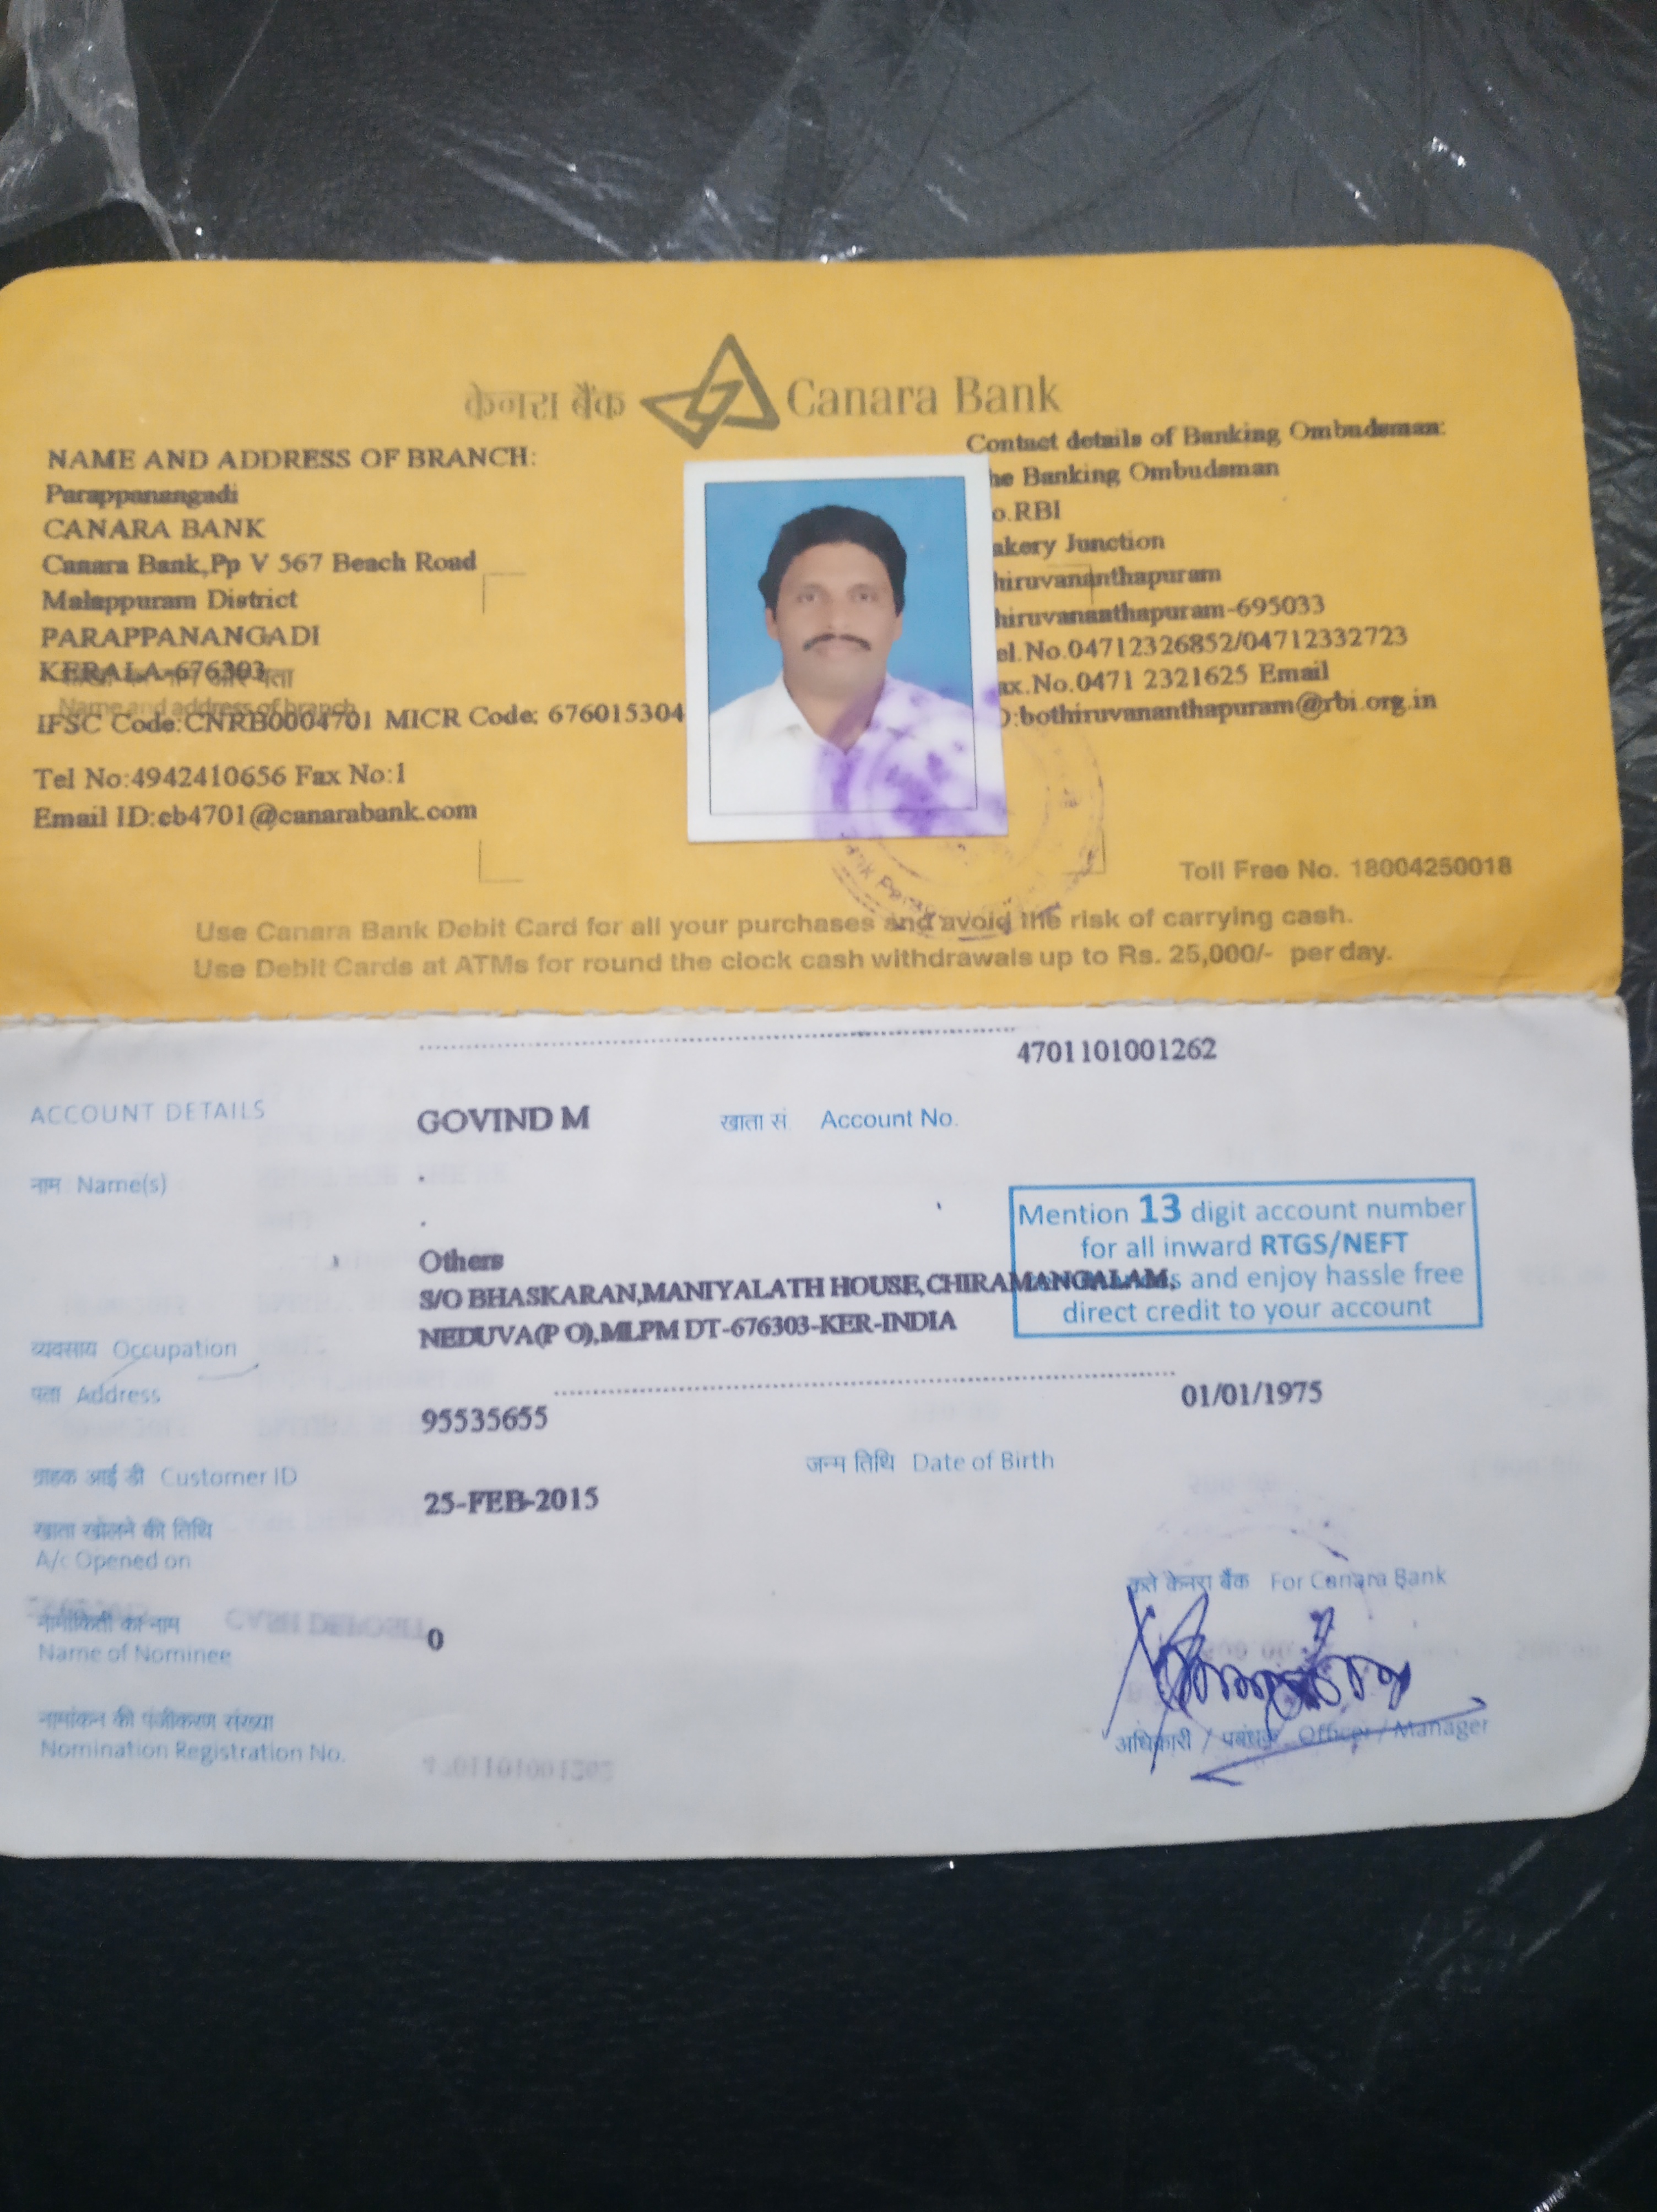 केनरा बैंक Canara Bank
NAME AND ADDRESS OF BRANCH:
Parappanangadi
CANARA BANK
Canara Bank,Pp V 567 Beach Road
Malappuram District
PARAPPANANGADI
KERALA-676303
Name and address of branch
IFSC Code:CNRB0004701 MICR Code: 676015304
Tel No:4942410656 Fax No:1
Email ID:cb4701@canarabank.com
Contact details of Banking Ombudsman:
he Banking Ombudsman
o.RBI
akery Junction
hiruvananthapuram
hiruvananthapuram-695033
el.No.04712326852/04712332723
ax.No.0471 2321625 Email
D:bothiruvananthapuram@rbi.org.in
Toll Free No. 18004250018
Use Canara Bank Debit Card for all your purchases and avoid the risk of carrying cash.
Use Debit Cards at ATMs for round the clock cash withdrawals up to Rs. 25,000/- per day.
4701101001262
ACCOUNT DETAILS GOVIND M खाता सं Account No.
नाम Name(s)
Mention 13 digit account number
for all inward RTGS/NEFT
and enjoy hassle free
direct credit to your account
Others
S/O BHASKARAN,MANIYALATH HOUSE,CHIRAMANGALAM,
NEDUVA(P O),MLPM DT-676303-KER-INDIA
व्यवसाय Occupation
पता Address
95535655 01/01/1975
ग्राहक आई डी Customer ID जन्म तिथि Date of Birth
25-FEB-2015
खाता खोलने की तिथि
A/c Opened on
कृते केनरा बैंक For Canara Bank
नामांकिती का नाम 0
Name of Nominee
नामांकन की पंजीकरण संख्या
Nomination Registration No.
अधिकारी / प्रबंधक Officer / Manager